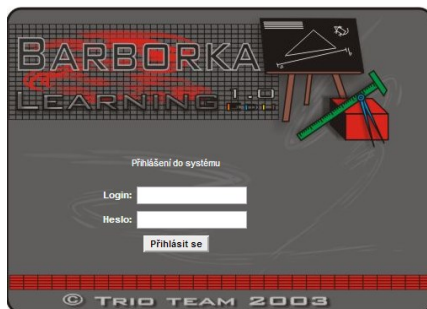 BARBORKA
LEARNING 1.0
Přihlášení do systému
Login:
Heslo:
Přihlásit se
© TRIO TEAM 2003